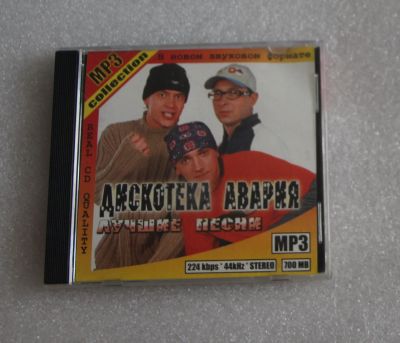 MP3
collection
В новом звуковом формате
REAL CD QUALITY
ДИСКОТЕКА АВАРИЯ
ЛУЧШИЕ ПЕСНИ
MP3
224 kbps * 44kHz * STEREO
700 MB